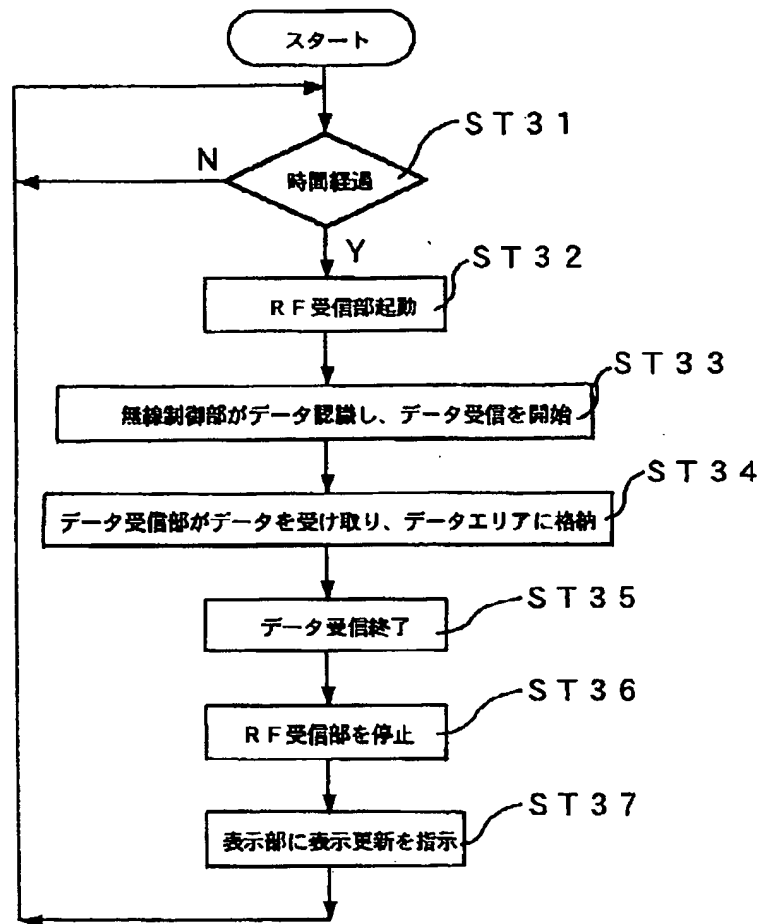 スタート
ST31
N
時間経過
Y
ST32
RF受信部起動
ST33
無線制御部がデータ認識し、データ受信を開始
ST34
データ受信部がデータを受け取り、データエリアに格納
ST35
データ受信終了
ST36
RF受信部を停止
ST37
表示部に表示更新を指示